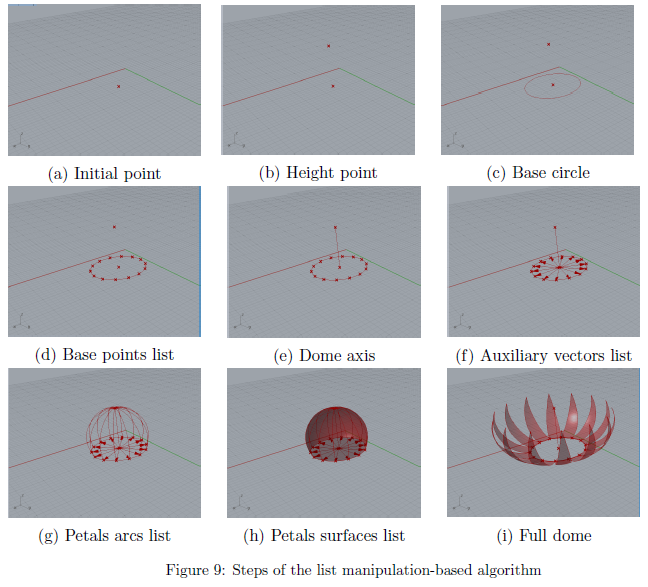 (a) Initial point
(b) Height point
(c) Base circle
(d) Base points list
(e) Dome axis
(f) Auxiliary vectors list
(g) Petals arcs list
(h) Petals surfaces list
(i) Full dome
Figure 9: Steps of the list manipulation-based algorithm